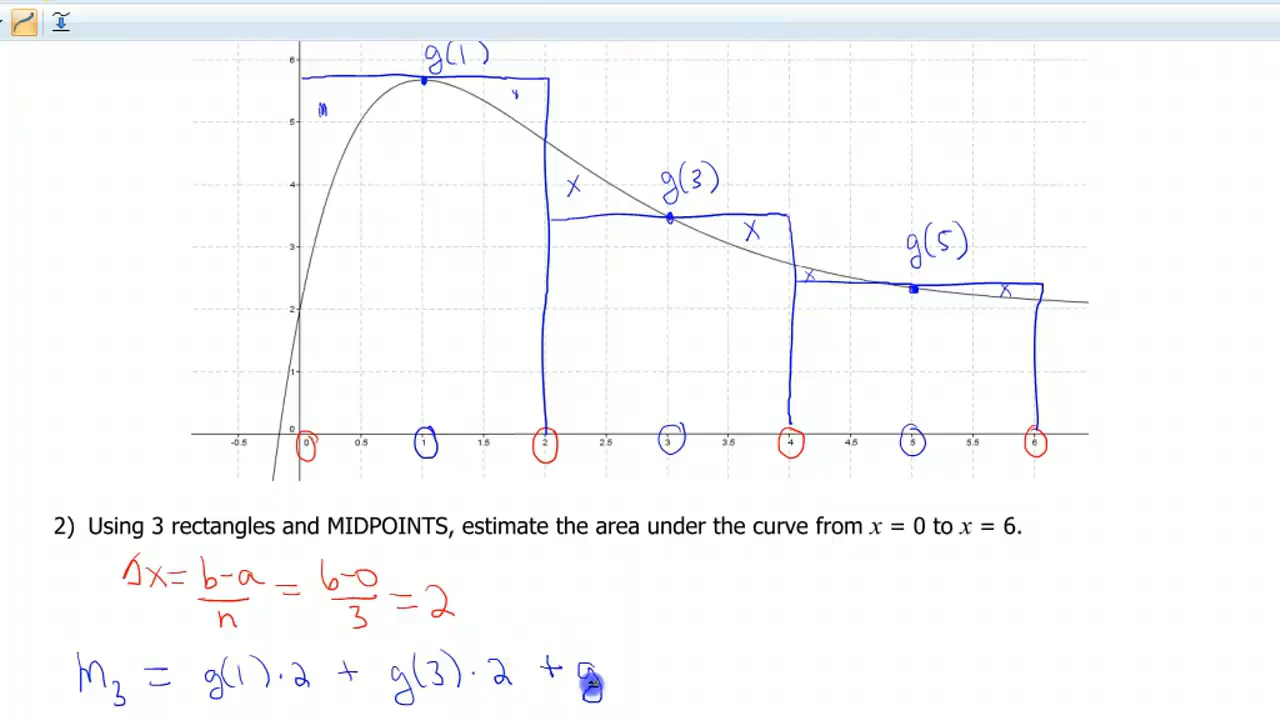 g(1)
6
M
x
5
4
x
g(3)
x
3
g(5)
x
x
2
1
0
-0.5 0 0.5 1 1.5 2 2.5 3 3.5 4 4.5 5 5.5 6
2) Using 3 rectangles and MIDPOINTS, estimate the area under the curve from x = 0 to x = 6.
Δx = b-a/n = 6-0/3 = 2
M3 = g(1)·2 + g(3)·2 + g